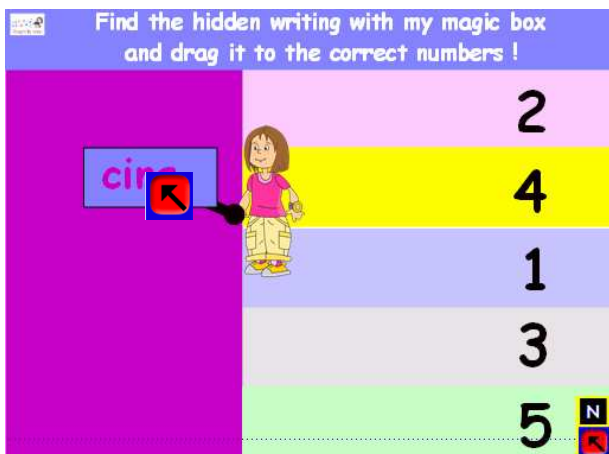 Find the hidden writing with my magic box
and drag it to the correct numbers !
2
4
1
3
5
N